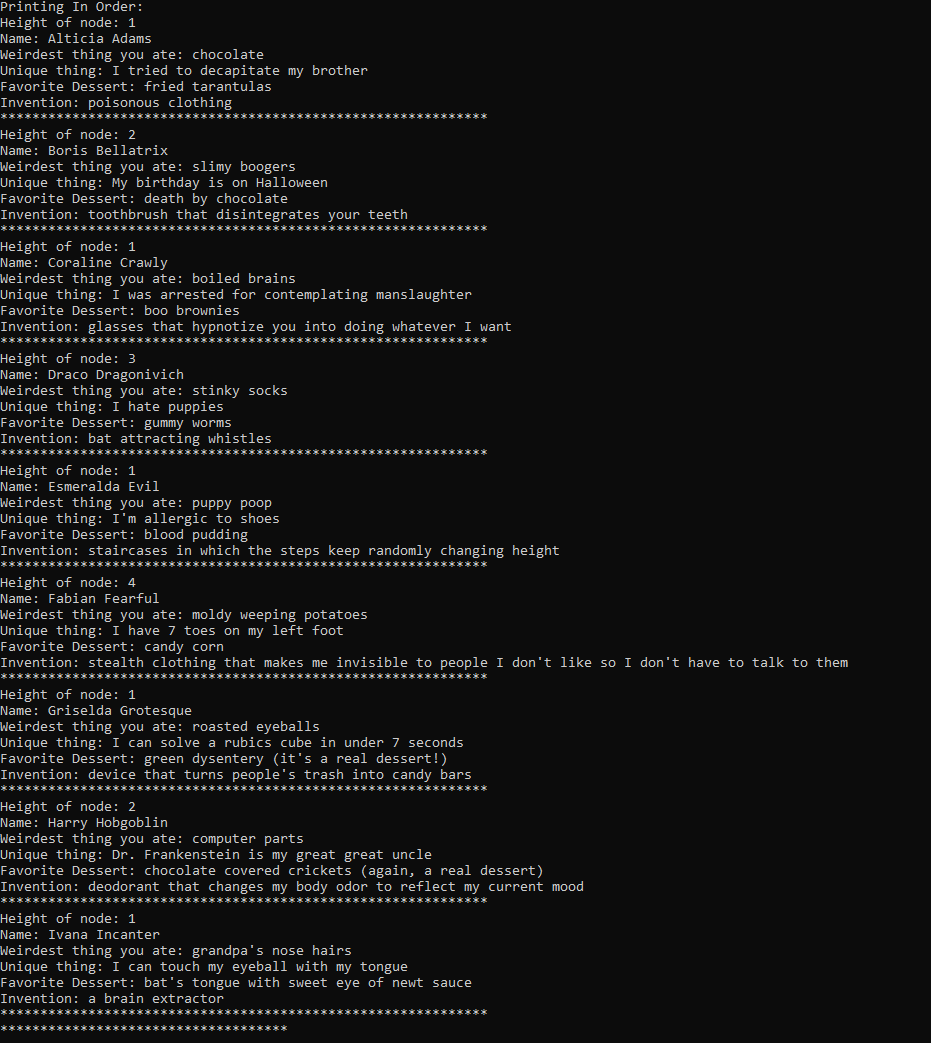 Printing In Order:
Height of node: 1
Name: Alticia Adams
Weirdest thing you ate: chocolate
Unique thing: I tried to decapitate my brother
Favorite Dessert: fried tarantulas
Invention: poisonous clothing
*************************************************************
Height of node: 2
Name: Boris Bellatrix
Weirdest thing you ate: slimy boogers
Unique thing: My birthday is on Halloween
Favorite Dessert: death by chocolate
Invention: toothbrush that disintegrates your teeth
*************************************************************
Height of node: 1
Name: Coraline Crawly
Weirdest thing you ate: boiled brains
Unique thing: I was arrested for contemplating manslaughter
Favorite Dessert: boo brownies
Invention: glasses that hypnotize you into doing whatever I want
*************************************************************
Height of node: 3
Name: Draco Dragonivich
Weirdest thing you ate: stinky socks
Unique thing: I hate puppies
Favorite Dessert: gummy worms
Invention: bat attracting whistles
*************************************************************
Height of node: 1
Name: Esmeralda Evil
Weirdest thing you ate: puppy poop
Unique thing: I'm allergic to shoes
Favorite Dessert: blood pudding
Invention: staircases in which the steps keep randomly changing height
*************************************************************
Height of node: 4
Name: Fabian Fearful
Weirdest thing you ate: moldy weeping potatoes
Unique thing: I have 7 toes on my left foot
Favorite Dessert: candy corn
Invention: stealth clothing that makes me invisible to people I don't like so I don't have to talk to them
*************************************************************
Height of node: 1
Name: Griselda Grotesque
Weirdest thing you ate: roasted eyeballs
Unique thing: I can solve a rubics cube in under 7 seconds
Favorite Dessert: green dysentery (it's a real dessert!)
Invention: device that turns people's trash into candy bars
*************************************************************
Height of node: 2
Name: Harry Hobgoblin
Weirdest thing you ate: computer parts
Unique thing: Dr. Frankenstein is my great great uncle
Favorite Dessert: chocolate covered crickets (again, a real dessert)
Invention: deodorant that changes my body odor to reflect my current mood
*************************************************************
Height of node: 1
Name: Ivana Incanter
Weirdest thing you ate: grandpa's nose hairs
Unique thing: I can touch my eyeball with my tongue
Favorite Dessert: bat's tongue with sweet eye of newt sauce
Invention: a brain extractor
*************************************************************
************************************